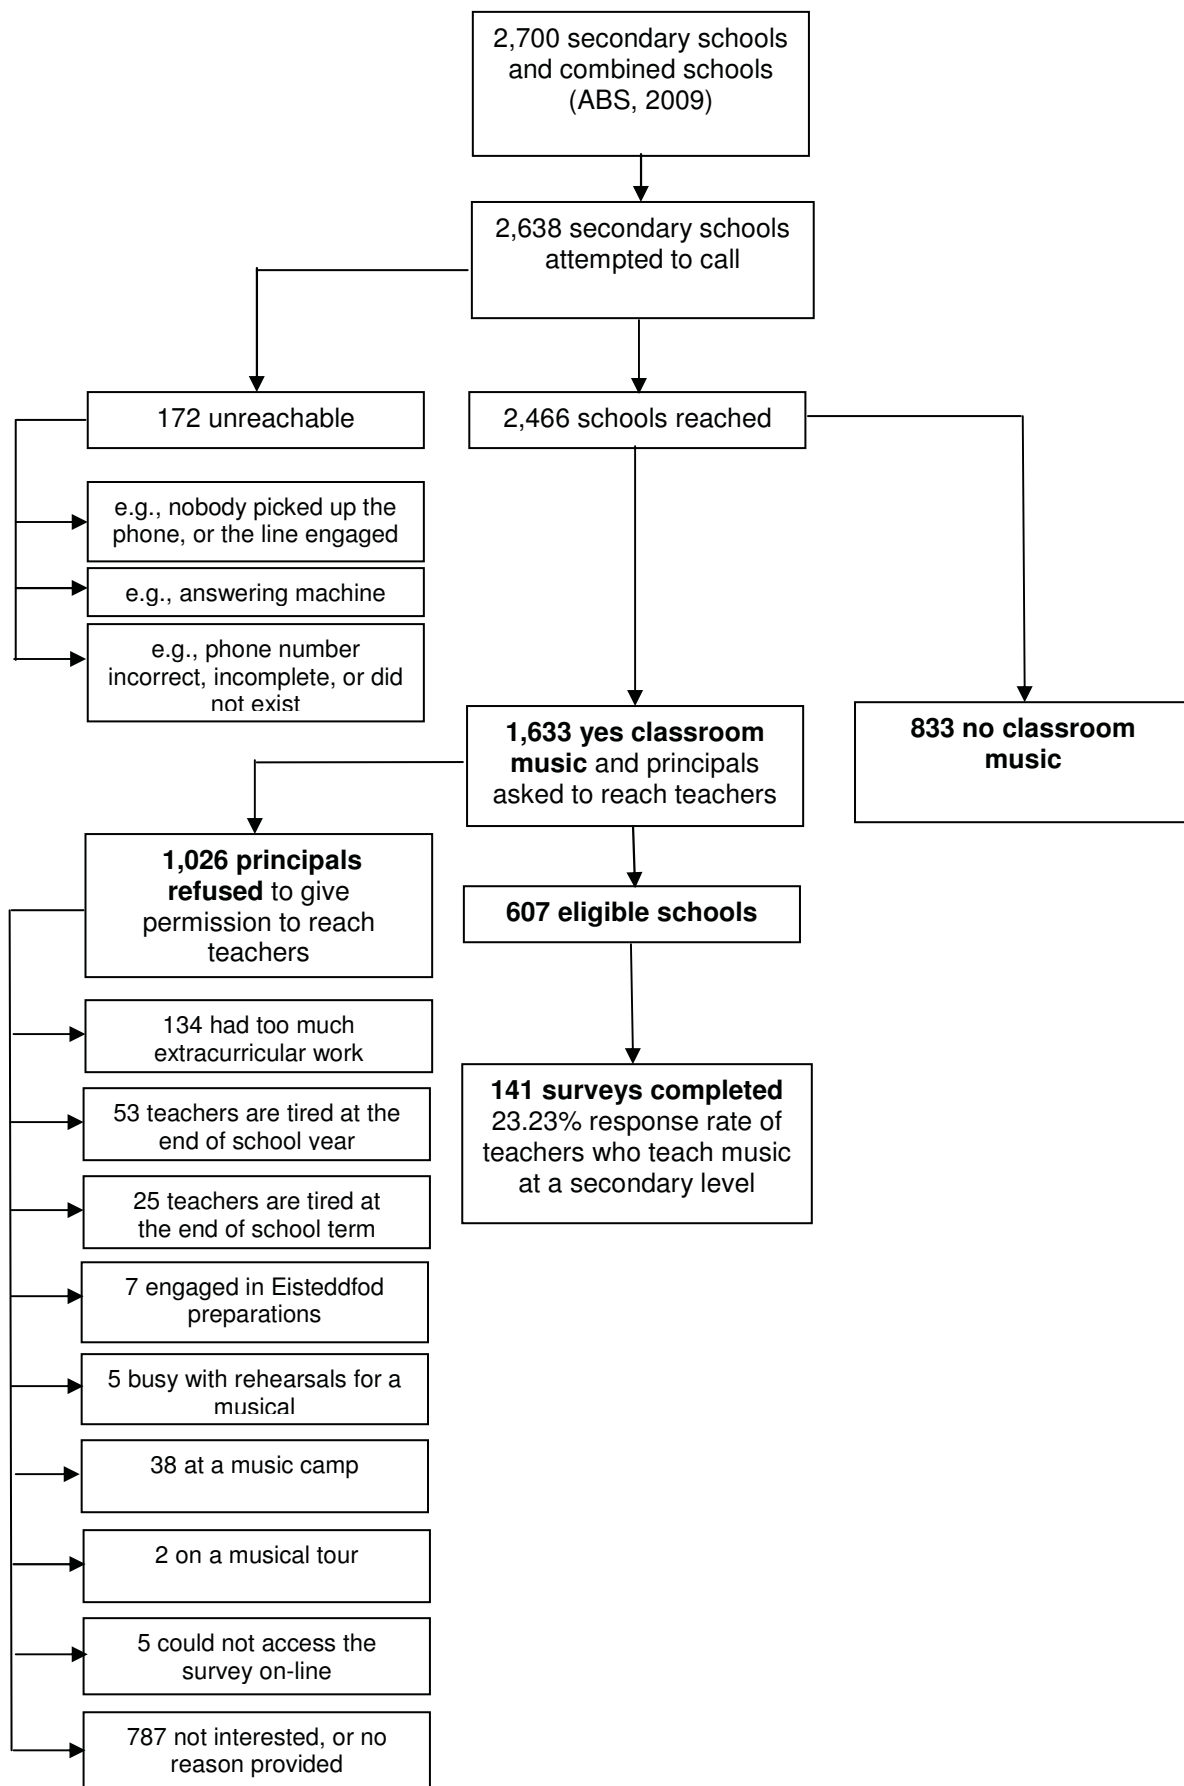 2,700 secondary schools
and combined schools
(ABS, 2009)
2,638 secondary schools
attempted to call
172 unreachable
2,466 schools reached
e.g., nobody picked up the
phone, or the line engaged
e.g., answering machine
e.g., phone number
incorrect, incomplete, or did
not exist
1,633 yes classroom
music and principals
asked to reach teachers
833 no classroom
music
1,026 principals
refused to give
permission to reach
teachers
607 eligible schools
134 had too much
extracurricular work
141 surveys completed
23.23% response rate of
teachers who teach music
at a secondary level
53 teachers are tired at the
end of school year
25 teachers are tired at
the end of school term
7 engaged in Eisteddfod
preparations
5 busy with rehearsals for a
musical
38 at a music camp
2 on a musical tour
5 could not access the
survey on-line
787 not interested, or no
reason provided